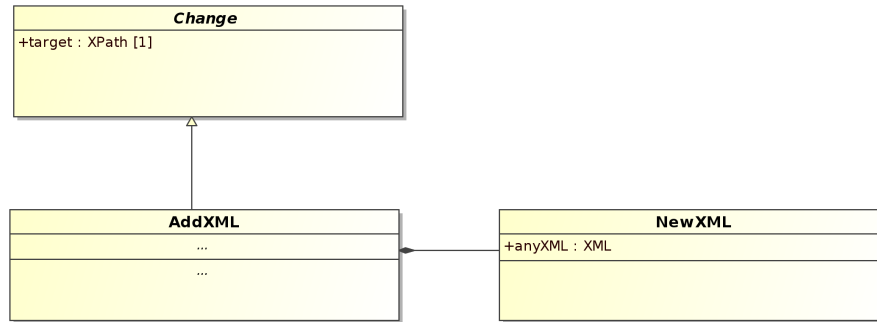 Change
+target : XPath [1]
AddXML
...
...
NewXML
+anyXML : XML